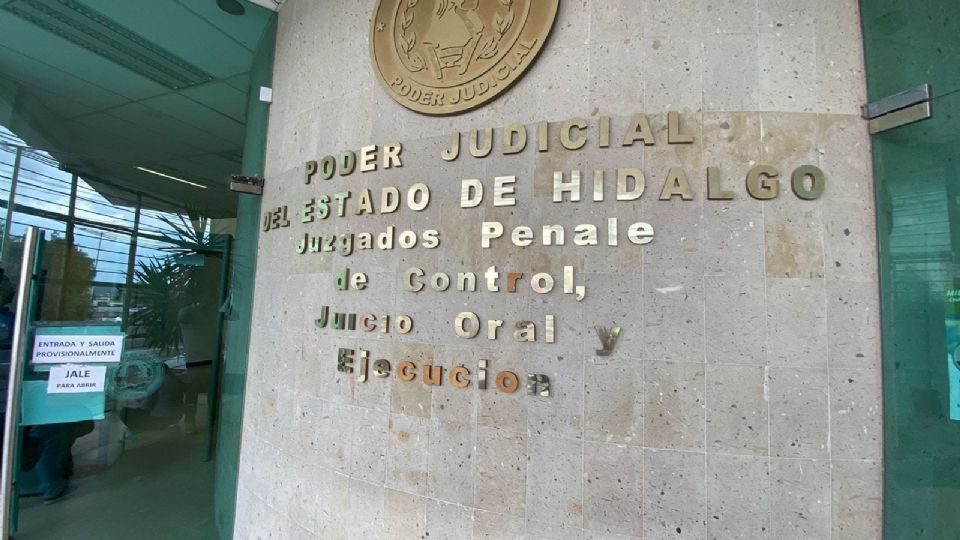 PODER JUDICIAL
PODER JUDICIAL
DEL ESTADO DE HIDALGO
Juzgados Penale
de Control,
Juicio Oral y
Ejecucion
ENTRADA Y SALIDA
PROVISIONALMENTE
JALE
PARA ABRIR